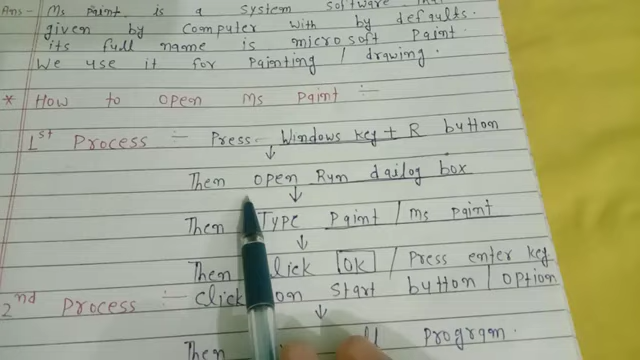 Ans- Ms Paint is a system software that
given by computer with by defaults.
its full name is microsoft paint.
We use it for painting / drawing.
* How to open ms paint :-
1st Process :- Press Windows key + R button
↓
Then open Run dailog box
↓
Then Type Paint / ms paint
↓
Then click OK / Press enter key
2nd Process :- click on start button / option
↓
Then Program.